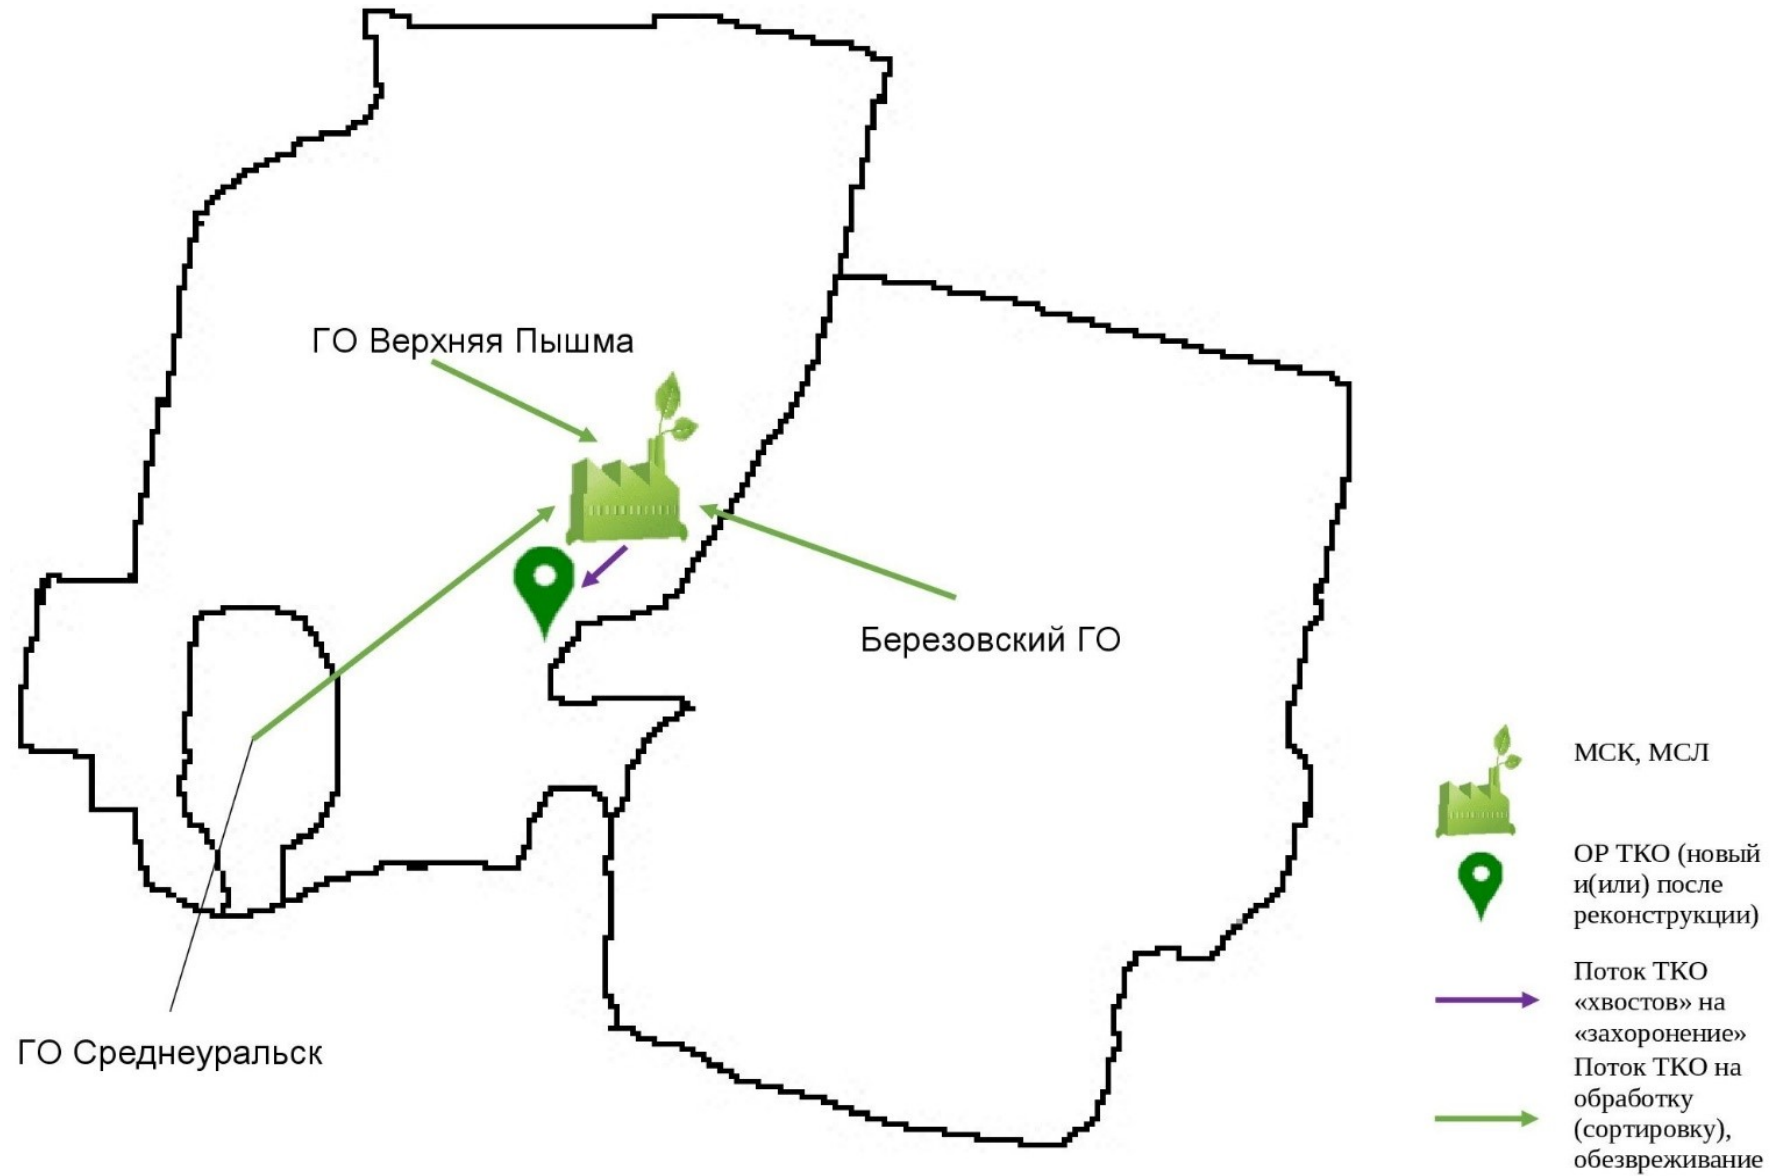 ГО Верхняя Пышма
Березовский ГО
ГО Среднеуральск
МСК, МСЛ
ОР ТКО (новый
и(или) после
реконструкции)
Поток ТКО
«хвостов» на
«захоронение»
Поток ТКО на
обработку
(сортировку),
обезвреживание